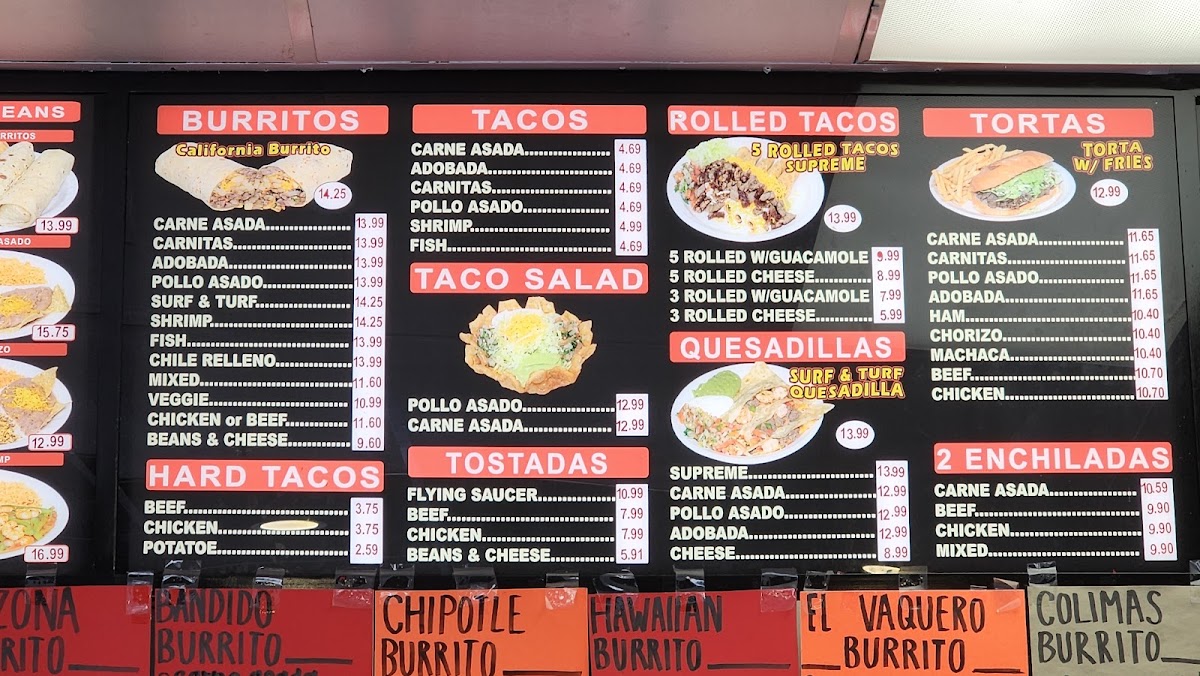 EANS
RRITOS
13.99
ASADO
15.75
ZO
12.99
MP
16.99
BURRITOS
California Burrito
14.25
CARNE ASADA 13.99
CARNITAS 13.99
ADOBADA 13.99
POLLO ASADO 13.99
SURF & TURF 14.25
SHRIMP 14.25
FISH 13.99
CHILE RELLENO 13.99
MIXED 11.60
VEGGIE 10.99
CHICKEN or BEEF 11.60
BEANS & CHEESE 9.60
HARD TACOS
BEEF 3.75
CHICKEN 3.75
POTATOE 2.59
TACOS
CARNE ASADA 4.69
ADOBADA 4.69
CARNITAS 4.69
POLLO ASADO 4.69
SHRIMP 4.99
FISH 4.69
TACO SALAD
POLLO ASADO 12.99
CARNE ASADA 12.99
TOSTADAS
FLYING SAUCER 10.99
BEEF 7.99
CHICKEN 7.99
BEANS & CHEESE 5.91
ROLLED TACOS
5 ROLLED TACOS
SUPREME
13.99
5 ROLLED W/GUACAMOLE 9.99
5 ROLLED CHEESE 8.99
3 ROLLED W/GUACAMOLE 7.99
3 ROLLED CHEESE 5.99
QUESADILLAS
SURF & TURF
QUESADILLA
13.99
SUPREME 13.99
CARNE ASADA 12.99
POLLO ASADO 12.99
ADOBADA 12.99
CHEESE 8.99
TORTAS
TORTA
W/ FRIES
12.99
CARNE ASADA 11.65
CARNITAS 11.65
POLLO ASADO 11.65
ADOBADA 11.65
HAM 10.40
CHORIZO 10.40
MACHACA 10.40
BEEF 10.70
CHICKEN 10.70
2 ENCHILADAS
CARNE ASADA 10.59
BEEF 9.90
CHICKEN 9.90
MIXED 9.90
ZONA
RITO
BANDIDO
BURRITO
CHIPOTLE
BURRITO
HAWAIIAN
BURRITO
EL VAQUERO
BURRITO
COLIMAS
BURRITO